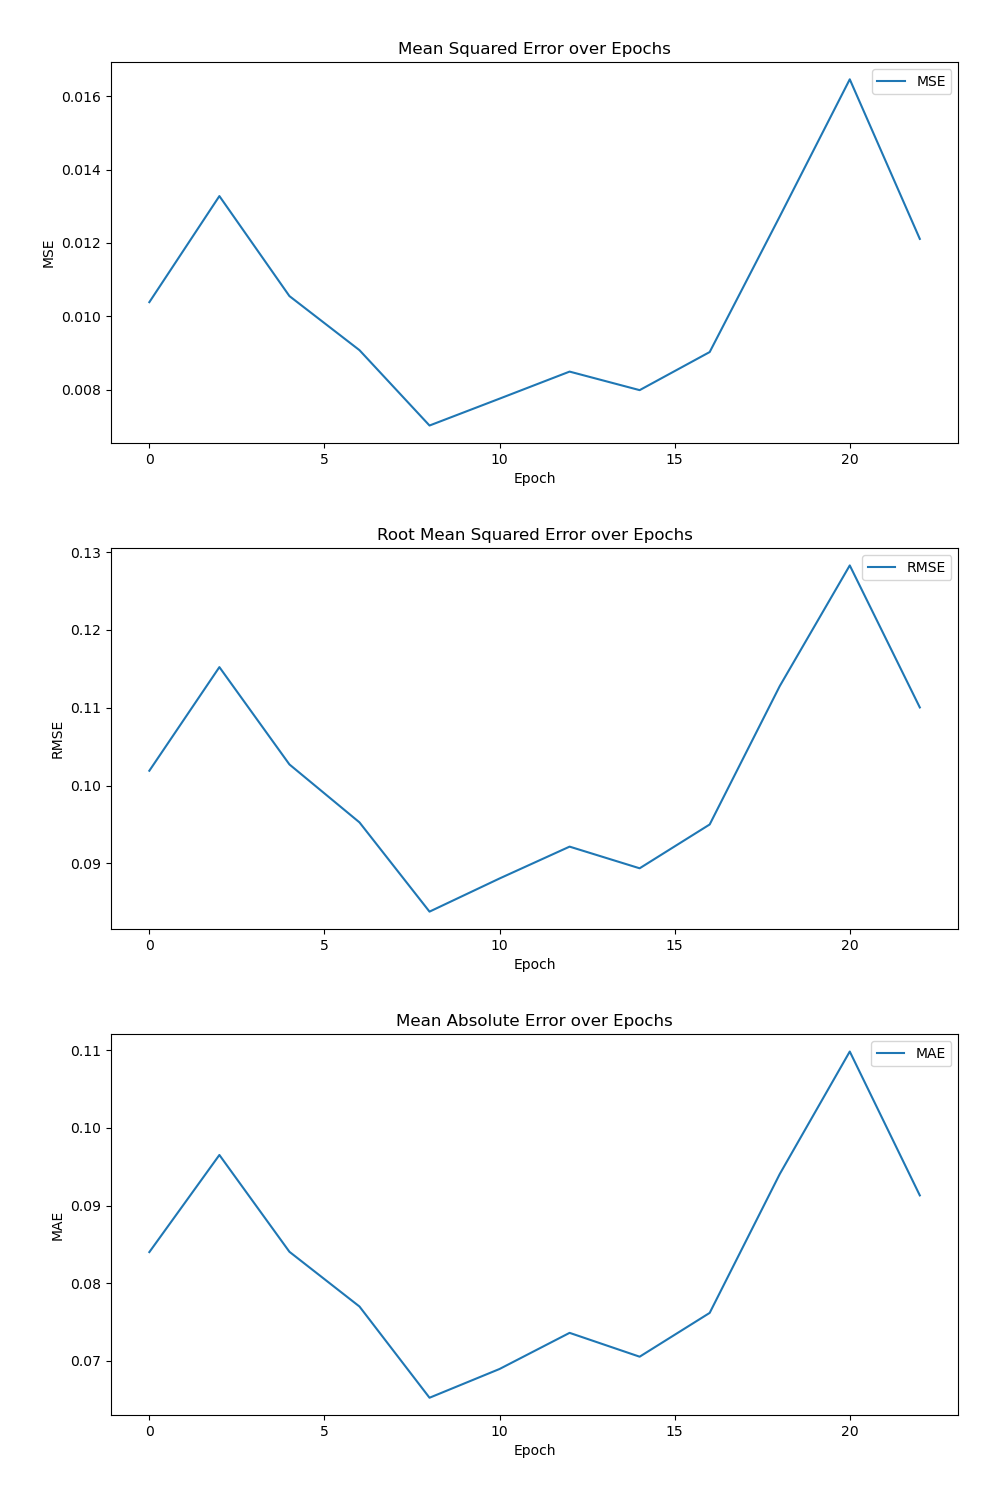 Mean Squared Error over Epochs
MSE
0.016
0.014
0.012
0.010
0.008
MSE
0 5 10 15 20
Epoch
Root Mean Squared Error over Epochs
RMSE
0.13
0.12
0.11
0.10
0.09
RMSE
0 5 10 15 20
Epoch
Mean Absolute Error over Epochs
MAE
0.11
0.10
0.09
0.08
0.07
MAE
0 5 10 15 20
Epoch